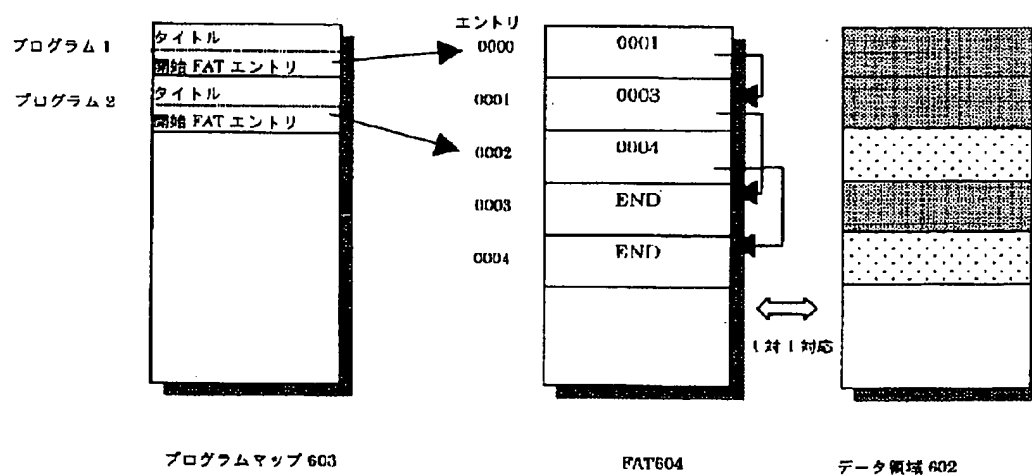 プログラム1
タイトル
開始 FAT エントリ
プログラム2
タイトル
開始 FAT エントリ
エントリ
0000
0001
0002
0003
0004
0001
0003
0004
END
END
1対1対応
プログラムマップ 603
FAT604
データ領域 602